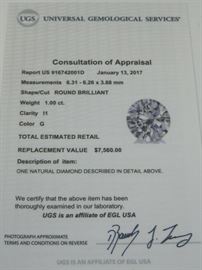 UGS UNIVERSAL GEMOLOGICAL SERVICES
Consultation of Appraisal
Report US 916742001D January 13, 2017
Measurements 6.31 - 6.26 x 3.88 mm
Shape/Cut ROUND BRILLIANT
Weight 1.00 ct.
Clarity I1
Color G
TOTAL ESTIMATED RETAIL
REPLACEMENT VALUE $7,560.00
Description of item:
ONE NATURAL DIAMOND DESCRIBED IN DETAIL ABOVE.
We certify that the above item has been
thoroughly examined in our laboratory.
UGS is an affiliate of EGL USA
PHOTOGRAPH APPROXIMATE
TERMS AND CONDITIONS ON REVERSE
UGS IS AN AFFILIATE OF EGL USA